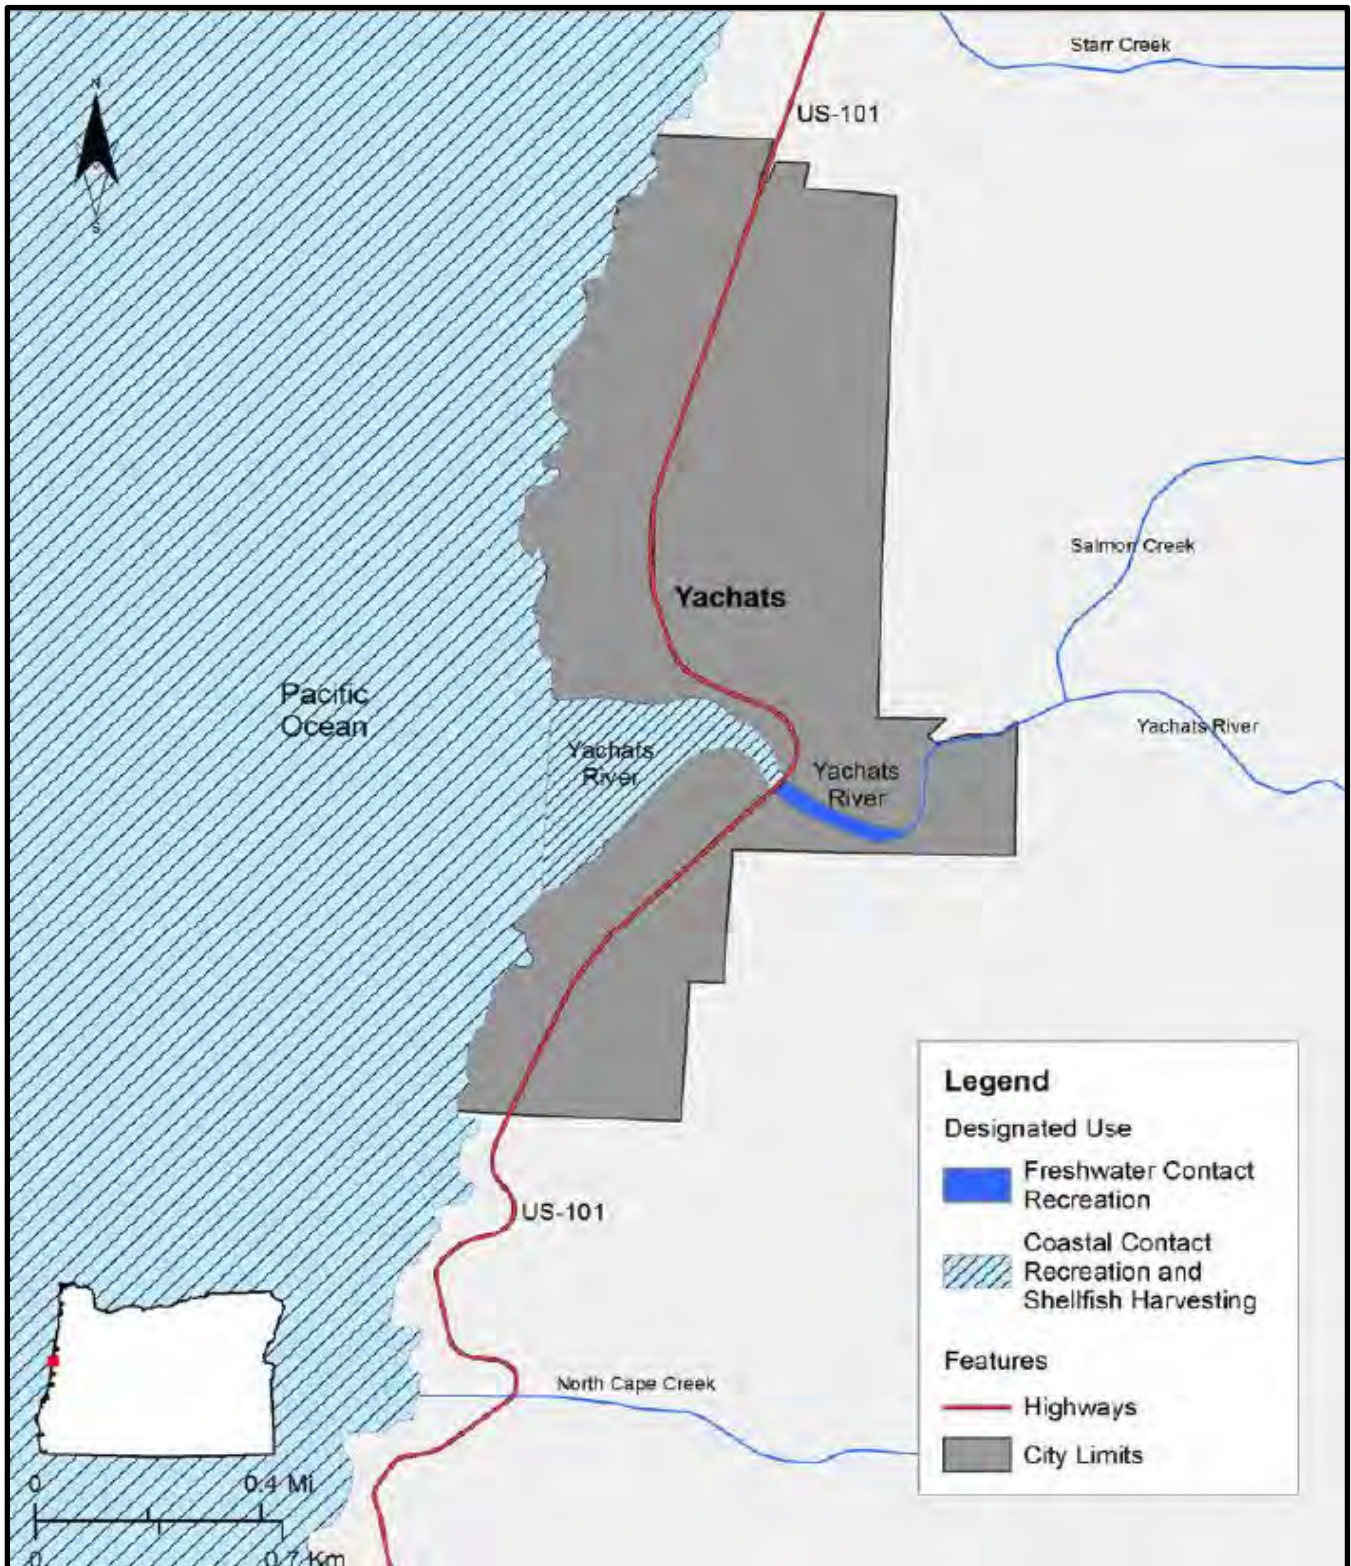 Starr Creek
N
US-101
S
Salmon Creek
Yachats
Pacific
Ocean
Yachats River
Yachats
River
Yachats
River
Legend
Designated Use
Freshwater Contact
Recreation
Coastal Contact
Recreation and
Shellfish Harvesting
US-101
Features
North Cape Creek
Highways
City Limits
0 0.4 Mi
0 0.7 Km